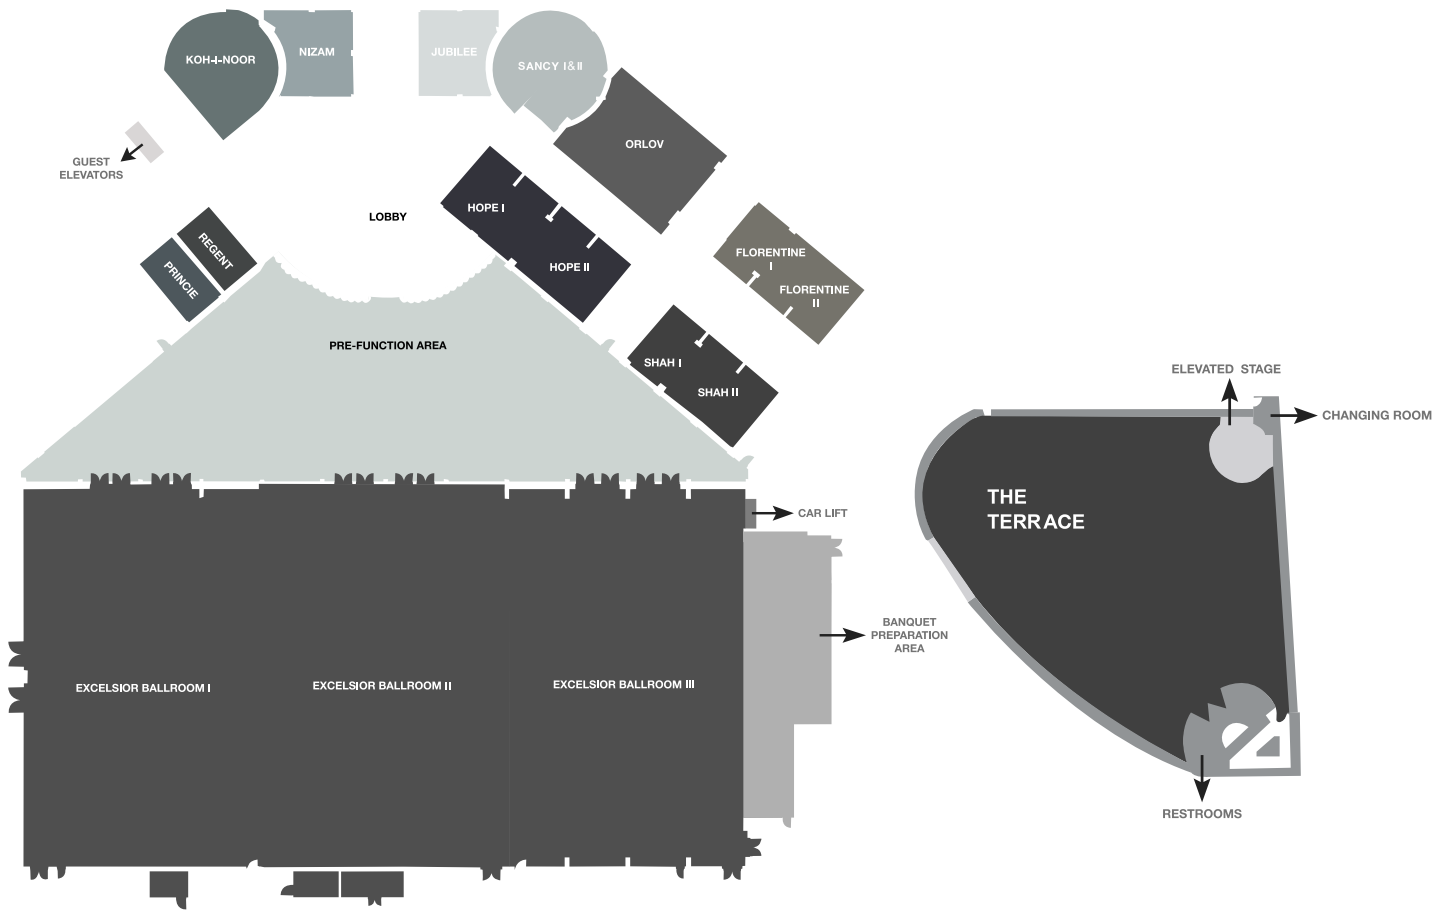 KOH-I-NOOR
NIZAM
JUBILEE
SANCY I & II
ORLOV
GUEST
ELEVATORS
LOBBY
HOPE I
HOPE II
REGENT
PRINCIE
FLORENTINE
I
FLORENTINE
II
PRE-FUNCTION AREA
SHAH I
SHAH II
ELEVATED STAGE
CHANGING ROOM
THE
TERRACE
CAR LIFT
BANQUET
PREPARATION
AREA
EXCELSIOR BALLROOM I
EXCELSIOR BALLROOM II
EXCELSIOR BALLROOM III
RESTROOMS